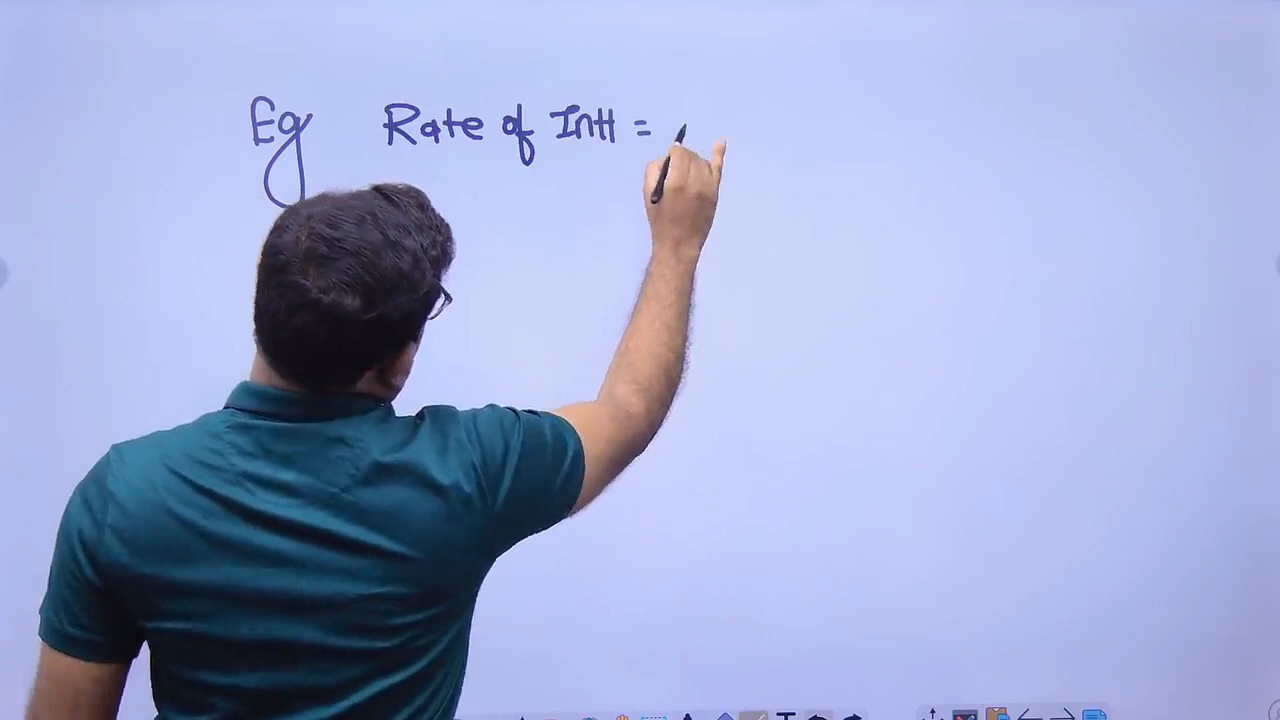 Eg Rate of Intt =